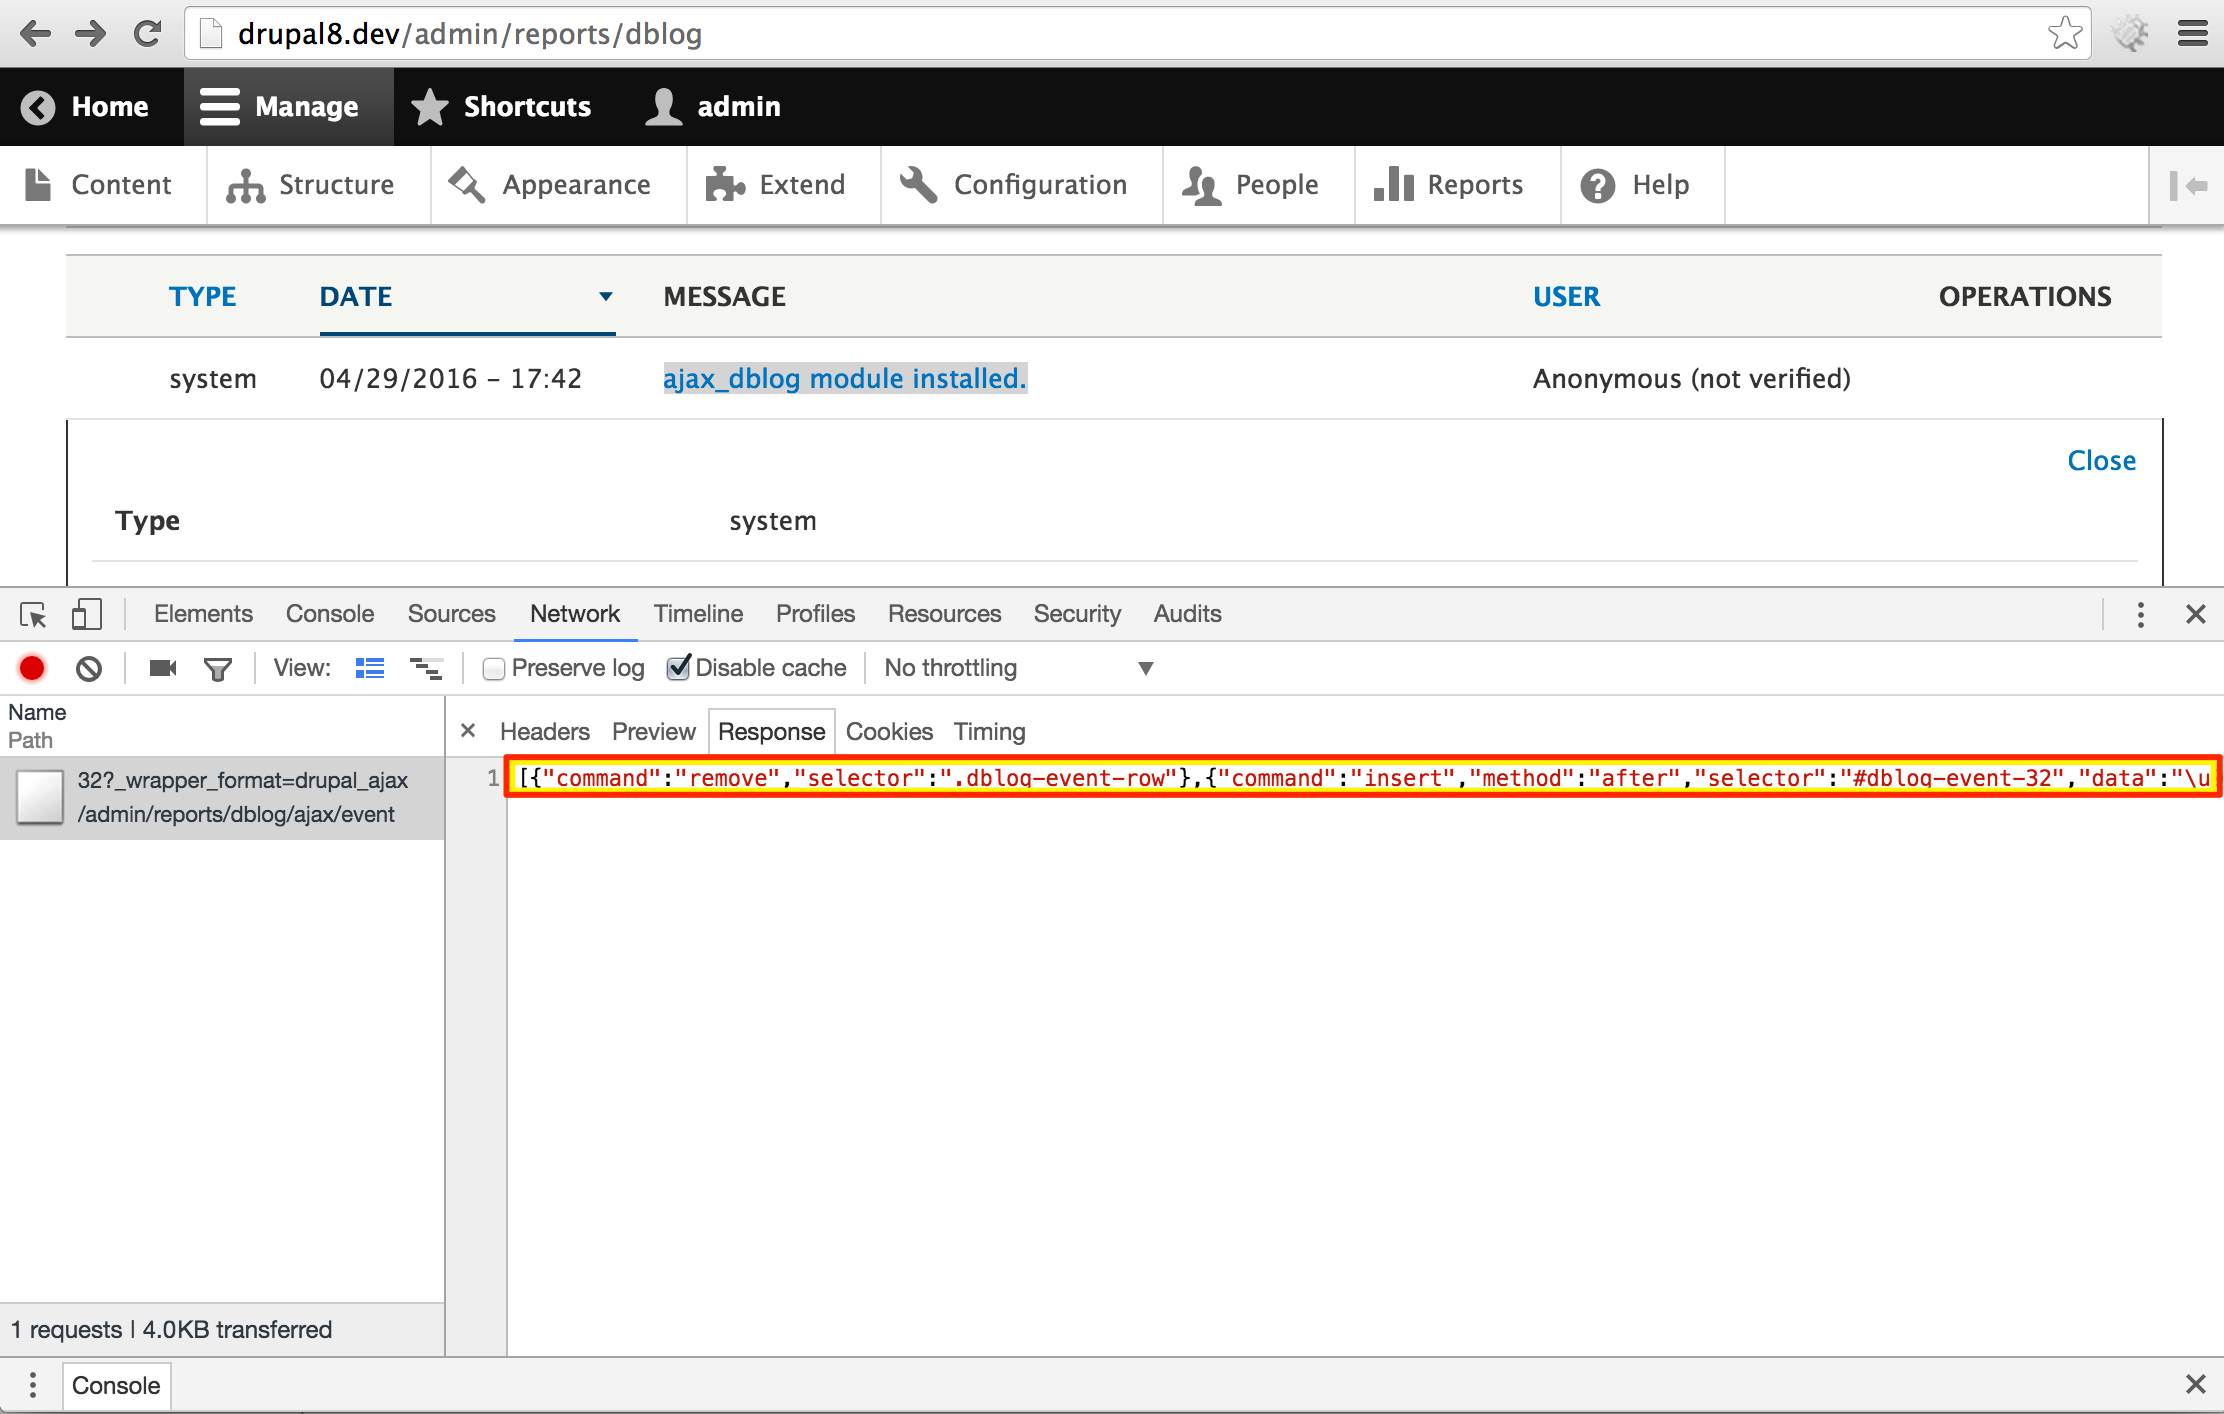 drupal8.dev/admin/reports/dblog
Home Manage Shortcuts admin
Content Structure Appearance Extend Configuration People Reports Help
TYPE DATE MESSAGE USER OPERATIONS
system 04/29/2016 - 17:42 ajax_dblog module installed. Anonymous (not verified)
Close
Type system
Elements Console Sources Network Timeline Profiles Resources Security Audits
View: Preserve log Disable cache No throttling
Name
Path
Headers Preview Response Cookies Timing
1 [{"command":"remove","selector":".dblog-event-row"},{"command":"insert","method":"after","selector":"#dblog-event-32","data":"\u
32?_wrapper_format=drupal_ajax
/admin/reports/dblog/ajax/event
1 requests | 4.0KB transferred
Console